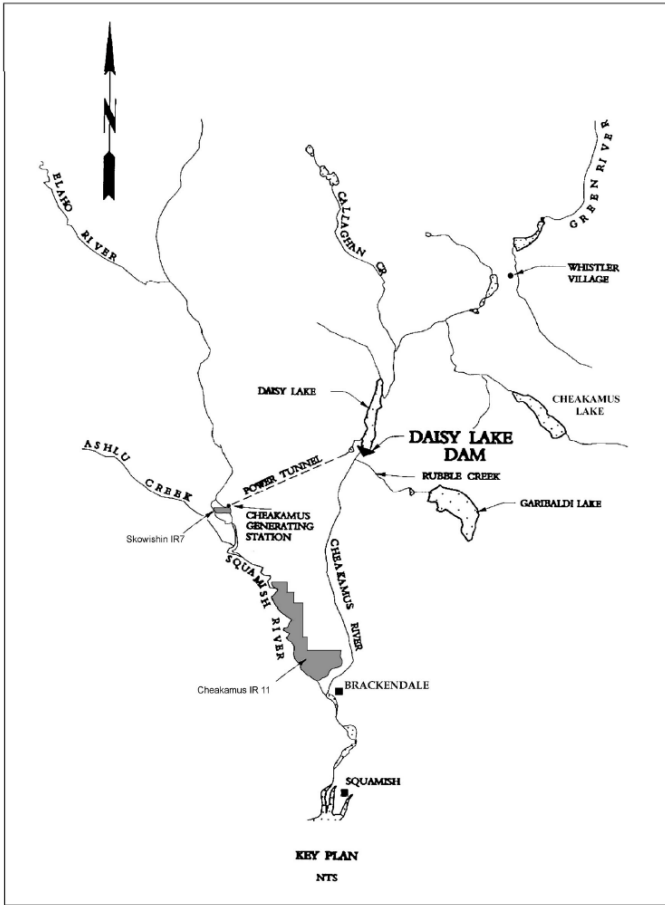 N
ELAHO
RIVER
CALLAGHAN CR
GREEN RIVER
WHISTLER
VILLAGE
DAISY LAKE
CHEAKAMUS
LAKE
DAISY LAKE
DAM
ASHLU
CREEK
POWER TUNNEL
RUBBLE CREEK
GARIBALDI LAKE
CHEAKAMUS
GENERATING
STATION
Skowishin IR7
SQUAMISH RIVER
CHEAKAMUS
RIVER
Cheakamus IR 11
BRACKENDALE
SQUAMISH
KEY PLAN
NTS